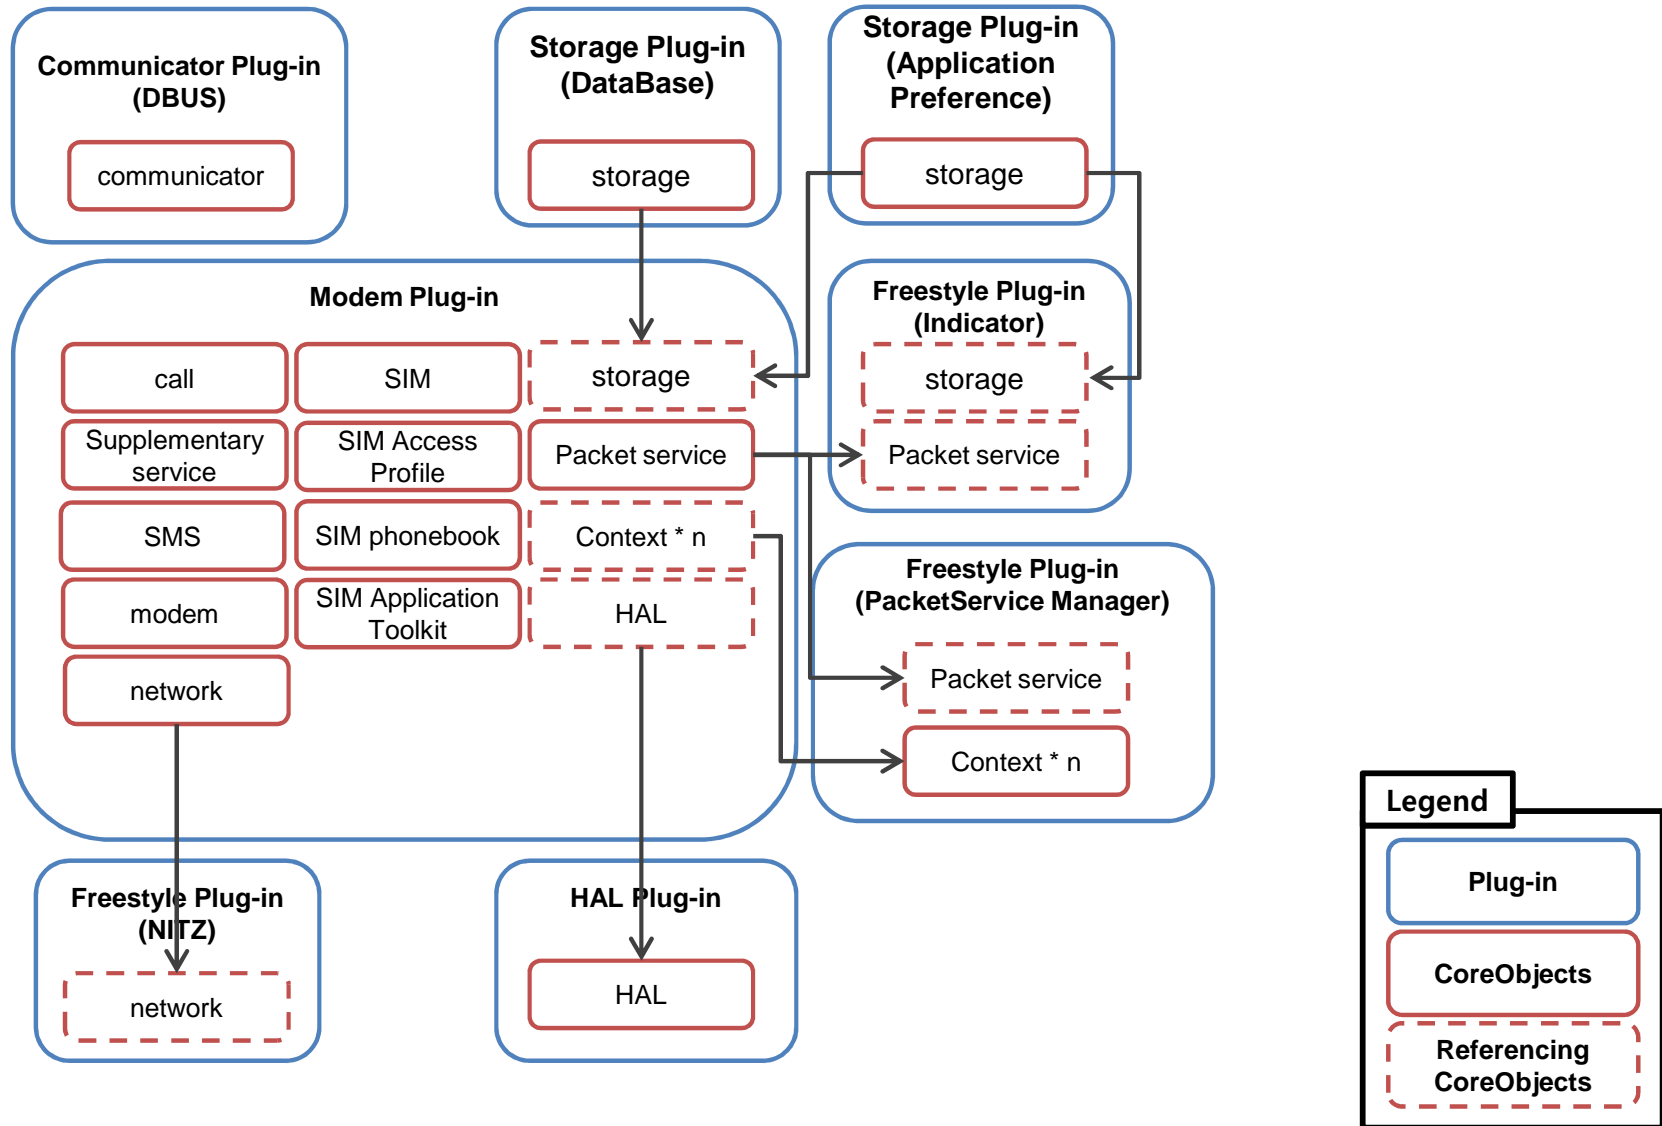 Communicator Plug-in
(DBUS)
communicator
Storage Plug-in
(DataBase)
storage
Storage Plug-in
(Application
Preference)
storage
Modem Plug-in
call
SIM
storage
Supplementary
service
SIM Access
Profile
Packet service
SMS
SIM phonebook
Context * n
modem
SIM Application
Toolkit
HAL
network
Freestyle Plug-in
(Indicator)
storage
Packet service
Freestyle Plug-in
(PacketService Manager)
Packet service
Context * n
Freestyle Plug-in
(NITZ)
network
HAL Plug-in
HAL
Legend
Plug-in
CoreObjects
Referencing
CoreObjects